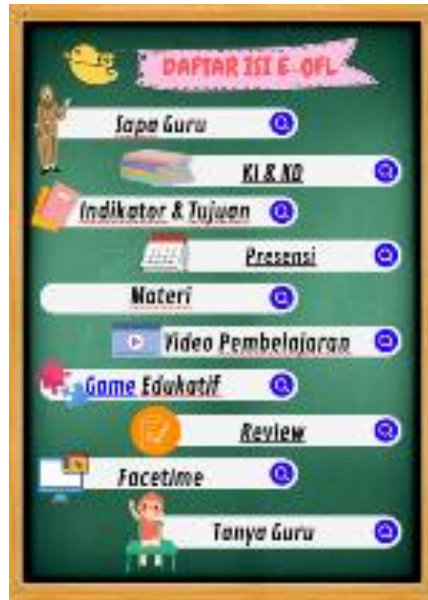 DAFTAR ISI E-OFL
Sapa Guru
KI & KD
Indikator & Tujuan
Presensi
Materi
Video Pembelajaran
Game Edukatif
Review
Facetime
Tanya Guru